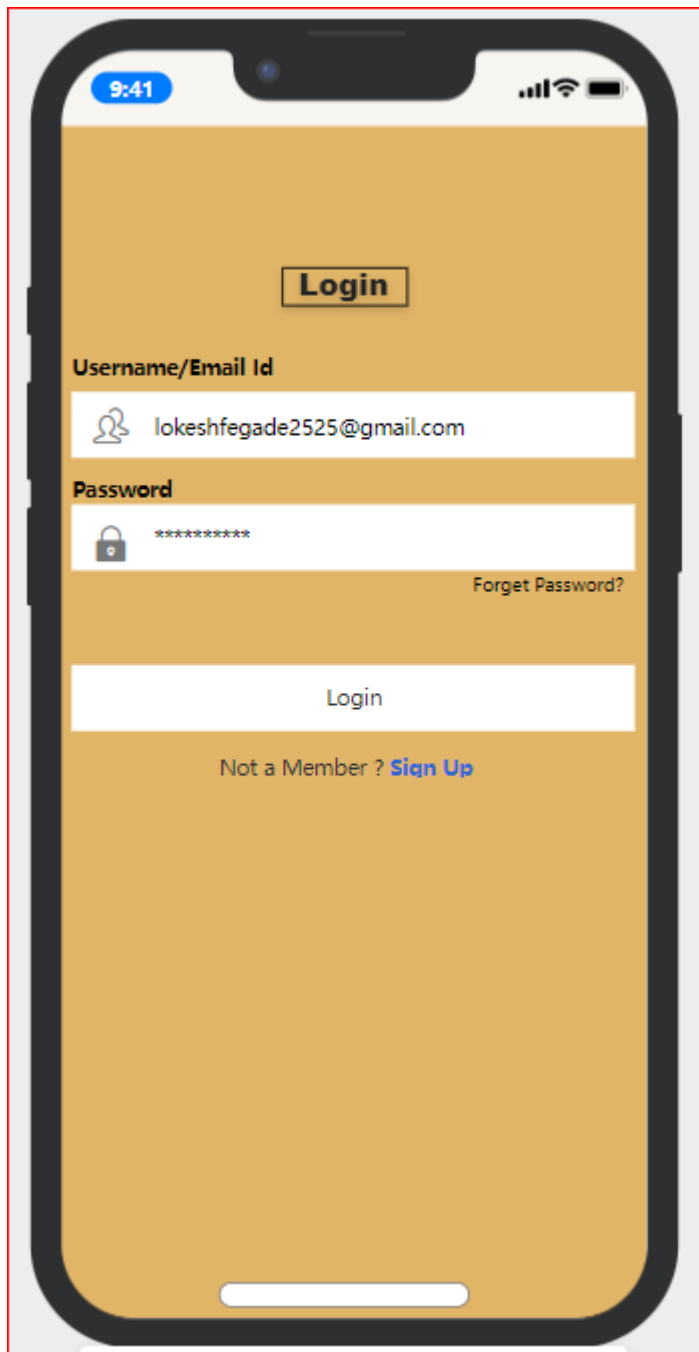 9:41
Login
Username/Email Id
lokeshfegade2525@gmail.com
Password
**********
Forget Password?
Login
Not a Member ? Sign Up